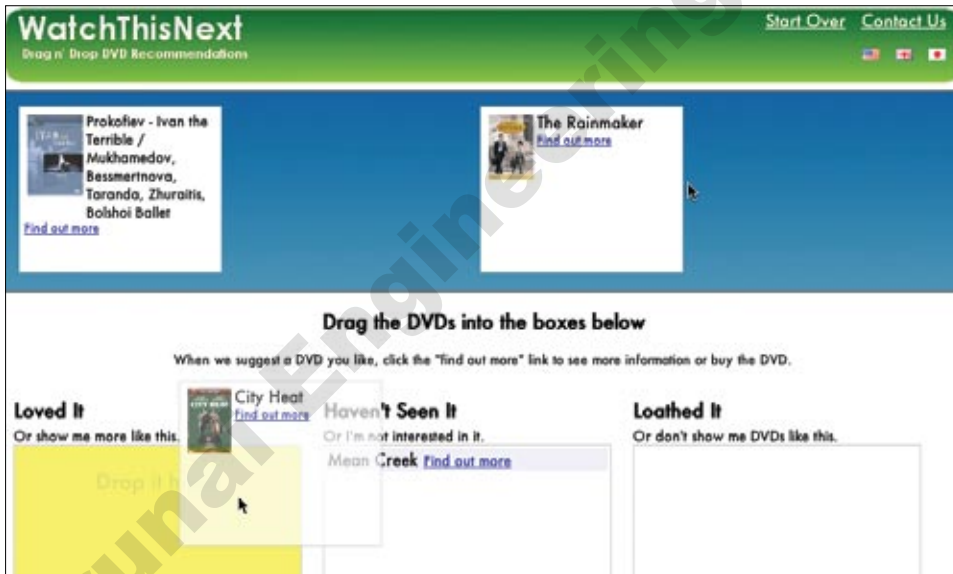 WatchThisNext
Drag n' Drop DVD Recommendations
Start Over Contact Us
Prokofiev - Ivan the
Terrible /
Mukhamedov,
Bessmertnova,
Taranda, Zhuraitis,
Bolshoi Ballet
Find out more
The Rainmaker
Find out more
Drag the DVDs into the boxes below
When we suggest a DVD you like, click the "find out more" link to see more information or buy the DVD.
City Heat
Find out more
Loved It
Or show me more like this.
Haven't Seen It
Or I'm not interested in it.
Mean Creek Find out more
Loathed It
Or don't show me DVDs like this.
Drop it h
unal Engineering